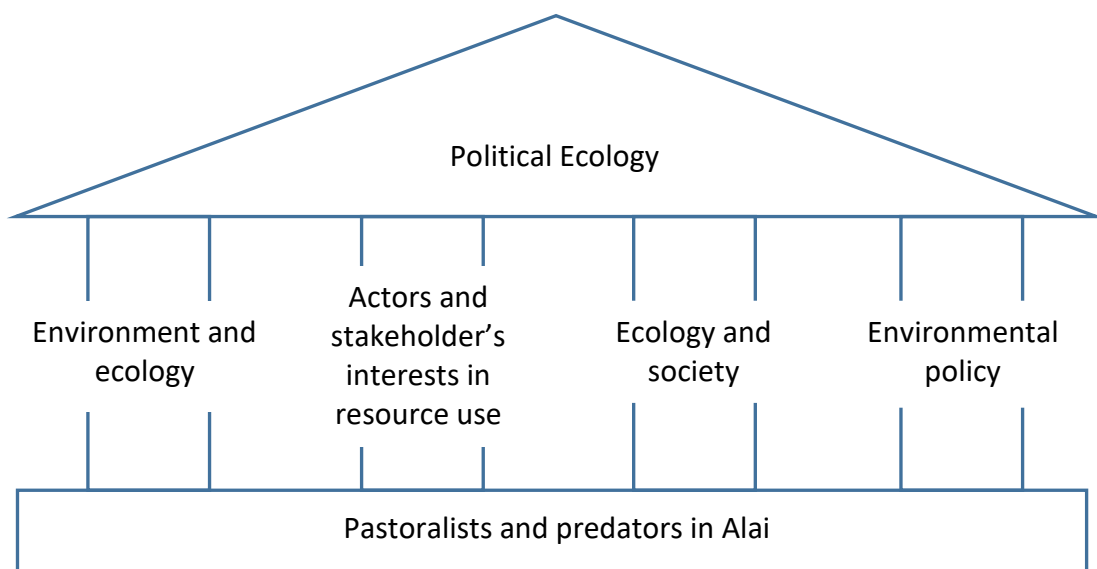 Political Ecology
Environment and
ecology
Actors and
stakeholder’s
interests in
resource use
Ecology and
society
Environmental
policy
Pastoralists and predators in Alai